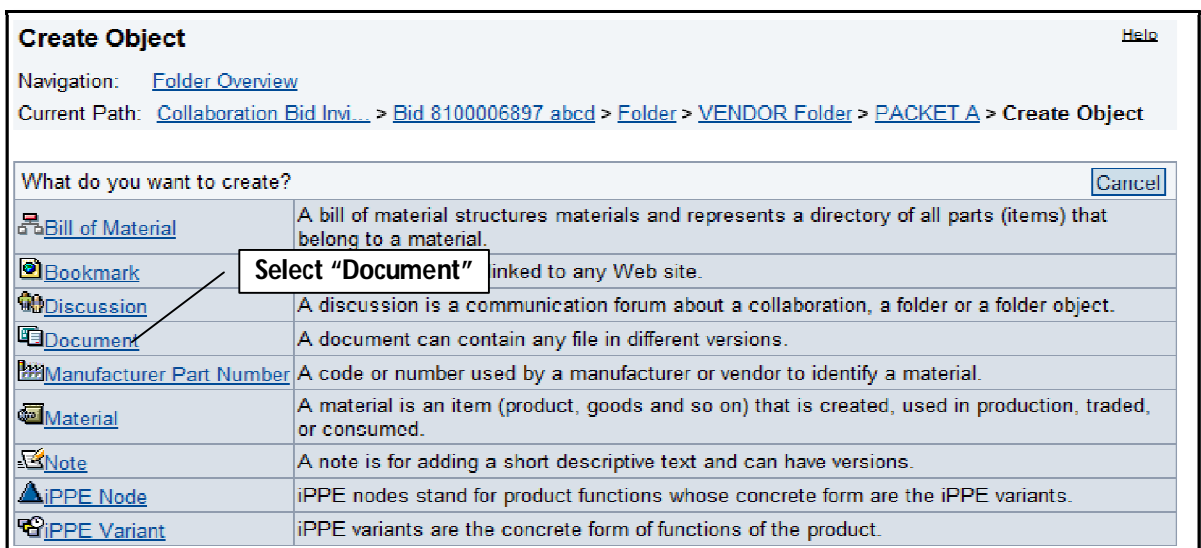 Create Object
Help
Navigation: Folder Overview
Current Path: Collaboration Bid Invi... > Bid 8100006897 abcd > Folder > VENDOR Folder > PACKET A > Create Object
What do you want to create?
Cancel
Bill of Material
A bill of material structures materials and represents a directory of all parts (items) that
belong to a material.
Bookmark
Select “Document”
linked to any Web site.
Discussion
A discussion is a communication forum about a collaboration, a folder or a folder object.
Document
A document can contain any file in different versions.
Manufacturer Part Number
A code or number used by a manufacturer or vendor to identify a material.
Material
A material is an item (product, goods and so on) that is created, used in production, traded,
or consumed.
Note
A note is for adding a short descriptive text and can have versions.
iPPE Node
iPPE nodes stand for product functions whose concrete form are the iPPE variants.
iPPE Variant
iPPE variants are the concrete form of functions of the product.